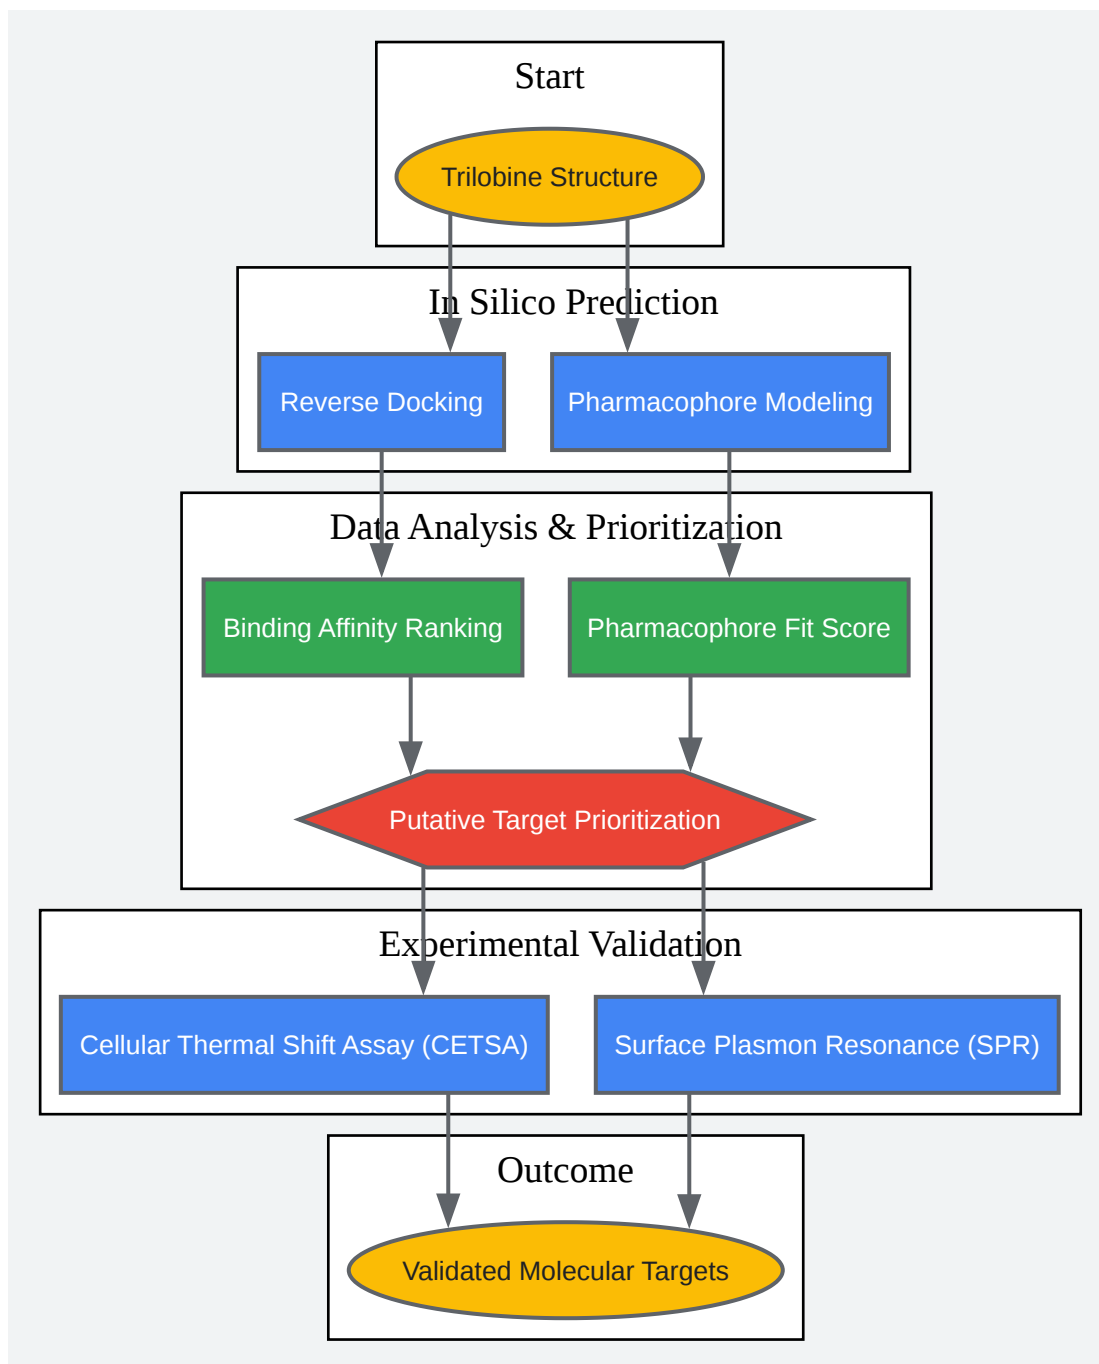 Start
Trilobine Structure
In Silico Prediction
Reverse Docking
Pharmacophore Modeling
Data Analysis & Prioritization
Binding Affinity Ranking
Pharmacophore Fit Score
Putative Target Prioritization
Experimental Validation
Cellular Thermal Shift Assay (CETSA)
Surface Plasmon Resonance (SPR)
Outcome
Validated Molecular Targets